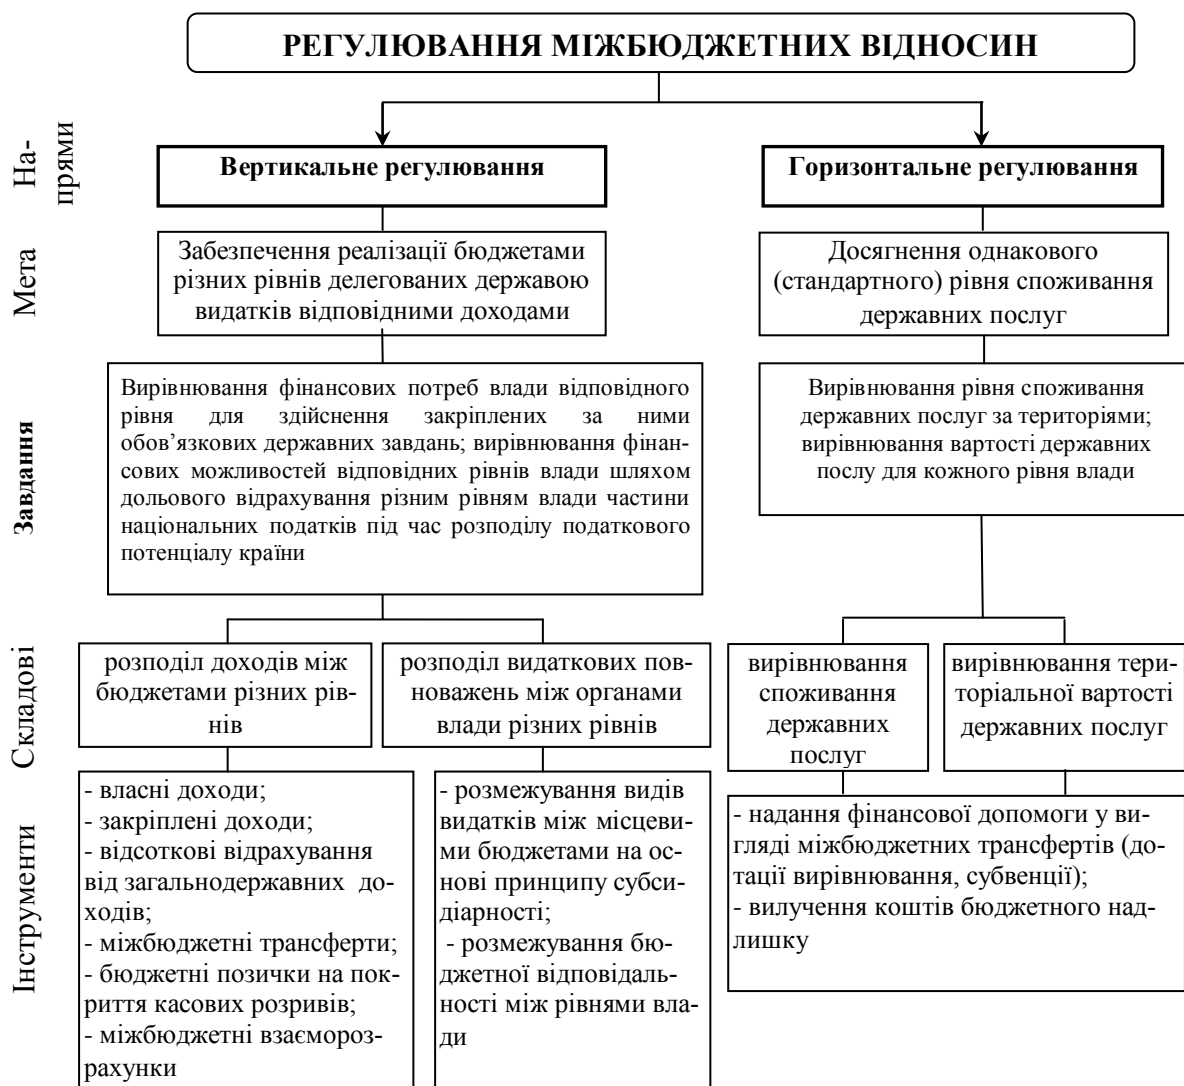 РЕГУЛЮВАННЯ МІЖБЮДЖЕТНИХ ВІДНОСИН
На-
прями
Вертикальне регулювання
Горизонтальне регулювання
Мета
Забезпечення реалізації бюджетами
різних рівнів делегованих державою
видатків відповідними доходами
Досягнення однакового
(стандартного) рівня споживання
державних послуг
Завдання
Вирівнювання фінансових потреб влади відповідного
рівня для здійснення закріплених за ними
обов’язкових державних завдань; вирівнювання фінан-
сових можливостей відповідних рівнів влади шляхом
дольового відрахування різним рівням влади частини
національних податків під час розподілу податкового
потенціалу країни
Вирівнювання рівня споживання
державних послуг за територіями;
вирівнювання вартості державних
послу для кожного рівня влади
Складові
розподіл доходів між
бюджетами різних рів-
нів
розподіл видаткових пов-
новажень між органами
влади різних рівнів
вирівнювання
споживання
державних
послуг
вирівнювання тери-
торіальної вартості
державних послуг
Інструменти
- власні доходи;
- закріплені доходи;
- відсоткові відрахування
від загальнодержавних до-
ходів;
- міжбюджетні трансферти;
- бюджетні позички на пок-
риття касових розривів;
- міжбюджетні взаєморoз-
рахунки
- розмежування видів
видатків між місцеви-
ми бюджетами на ос-
нові принципу субси-
діарності;
- розмежування бю-
джетної відповідаль-
ності між рівнями вла-
ди
- надання фінансової допомоги у ви-
гляді міжбюджетних трансфертів (до-
тації вирівнювання, субвенції);
- вилучення коштів бюджетного над-
лишку